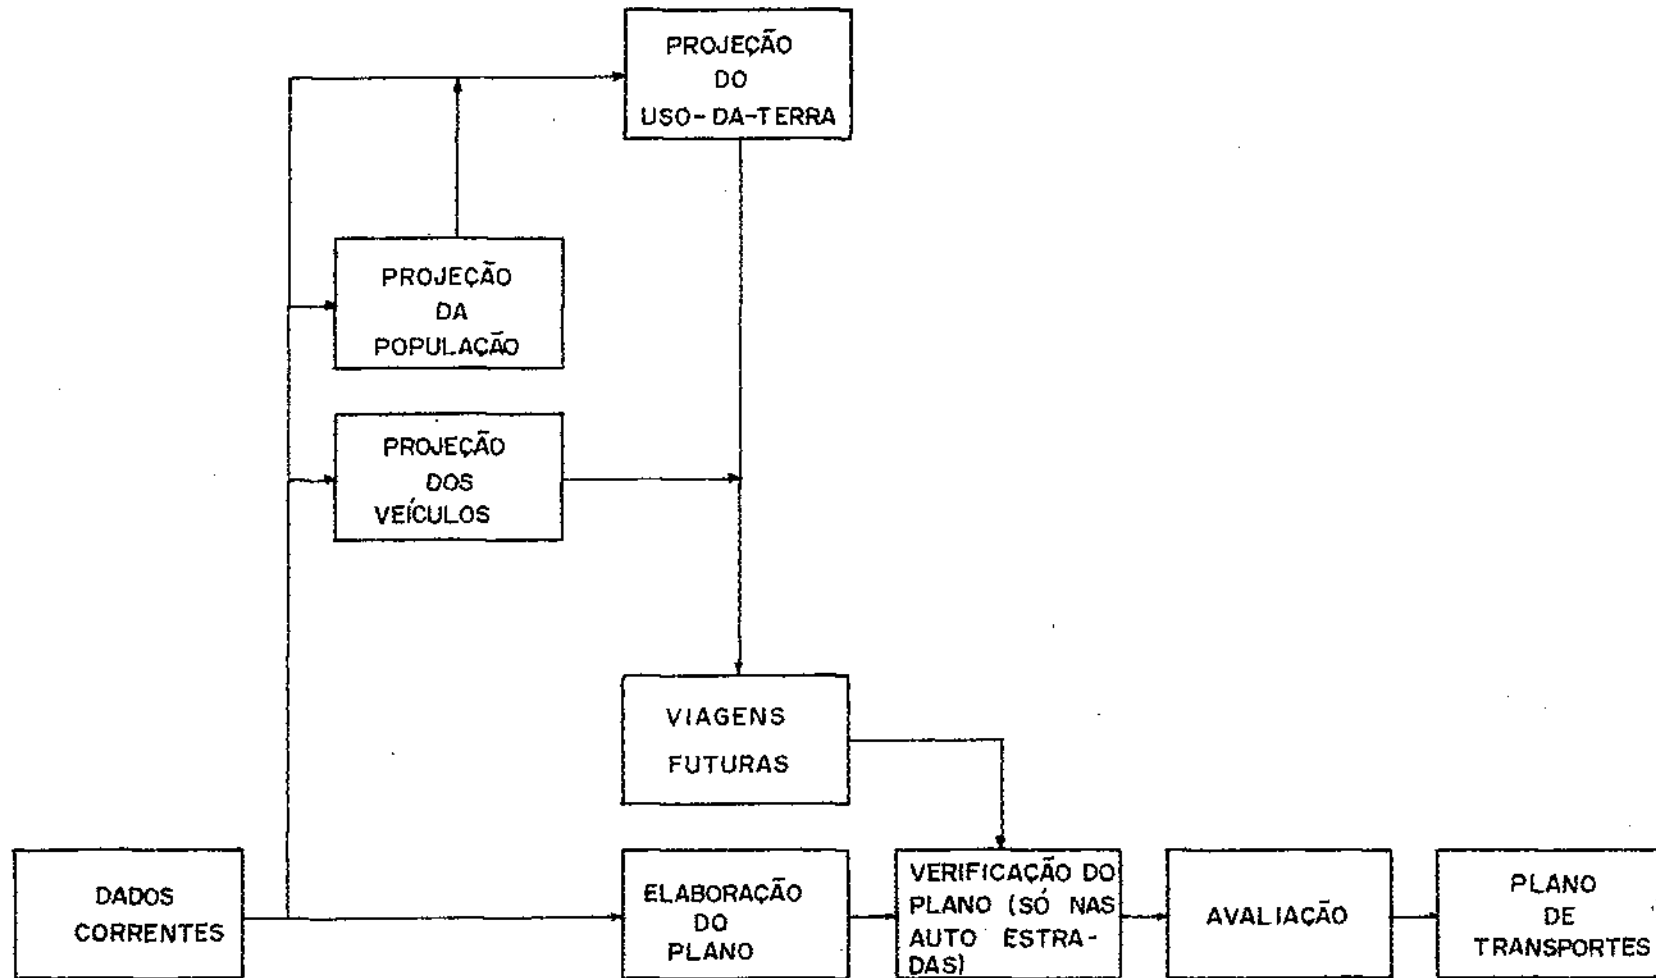 PROJEÇÃO
DO
USO-DA-TERRA
PROJEÇÃO
DA
POPULAÇÃO
PROJEÇÃO
DOS
VEÍCULOS
VIAGENS
FUTURAS
DADOS
CORRENTES
ELABORAÇÃO
DO
PLANO
VERIFICAÇÃO DO
PLANO (SÓ NAS
AUTO ESTRA-
DAS)
AVALIAÇÃO
PLANO
DE
TRANSPORTES